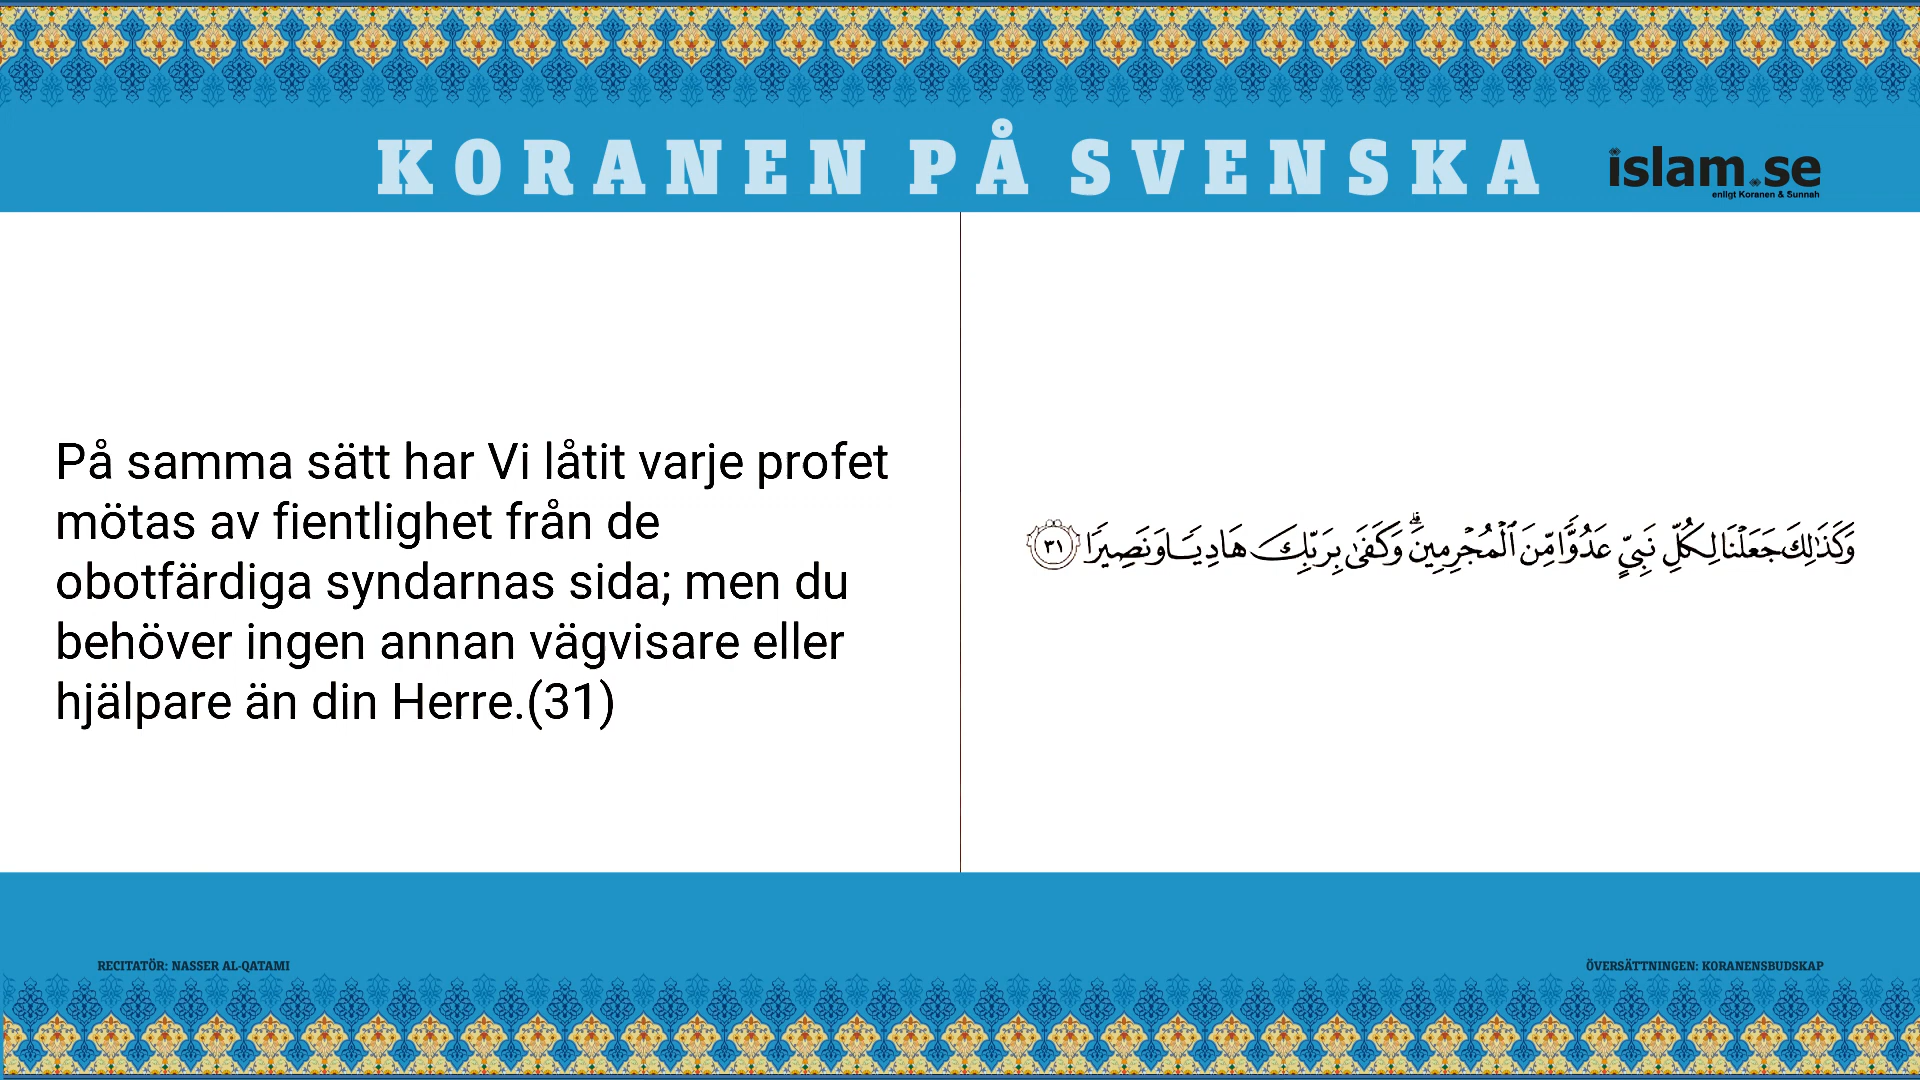 KORANEN PÅ SVENSKA
islam.se
enligt Koranen & Sunnah
På samma sätt har Vi låtit varje profet
mötas av fientlighet från de
obotfärdiga syndarnas sida; men du
behöver ingen annan vägvisare eller
hjälpare än din Herre.(31)
وَكَذَٰلِكَ جَعَلْنَا لِكُلِّ نَبِيٍّ عَدُوًّا مِّنَ ٱلْمُجْرِمِينَ ۗ وَكَفَىٰ بِرَبِّكَ هَادِيًا وَنَصِيرًا ٣١
RECITATÖR: NASSER AL-QATAMI
ÖVERSÄTTNINGEN: KORANENSBUDSKAP